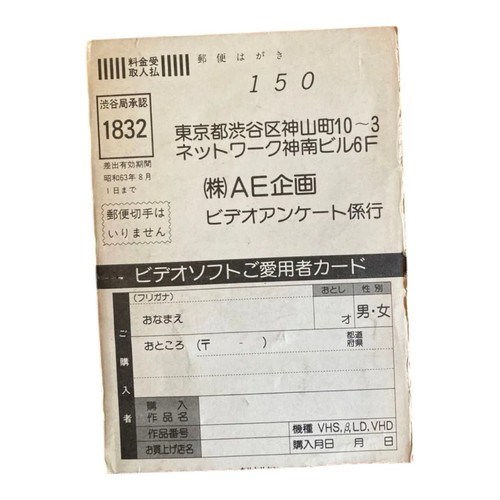 料金受
取人払
郵便はがき
150
渋谷局承認
1832
差出有効期間
昭和63年8月
1日まで
郵便切手は
いりません
東京都渋谷区神山町10〜3
ネットワーク神南ビル6F
㈱AE企画
ビデオアンケート係行
ビデオソフトご愛用者カード
ご購入者
(フリガナ)
おなまえ
おとし
才
性別
男・女
おところ (〒 - )
都道
府県
購入
作品名
作品番号
機種 VHS,β,LD,VHD
お買上げ店名
購入月日 月 日